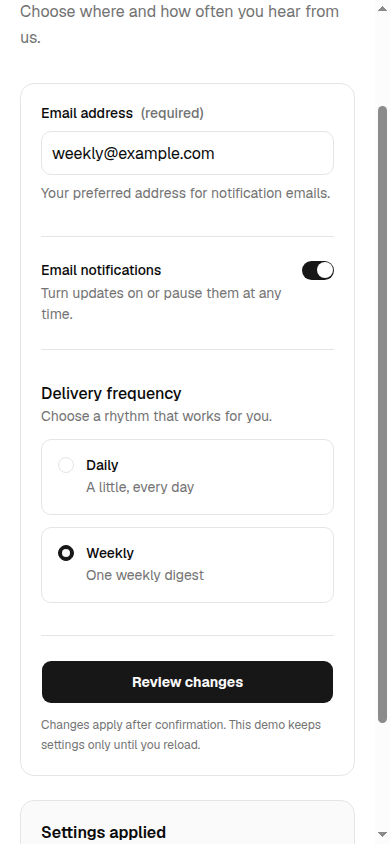 Choose where and how often you hear from
us.
Email address (required)
weekly@example.com
Your preferred address for notification emails.
Email notifications
Turn updates on or pause them at any
time.
Delivery frequency
Choose a rhythm that works for you.
Daily
A little, every day
Weekly
One weekly digest
Review changes
Changes apply after confirmation. This demo keeps
settings only until you reload.
Settings applied